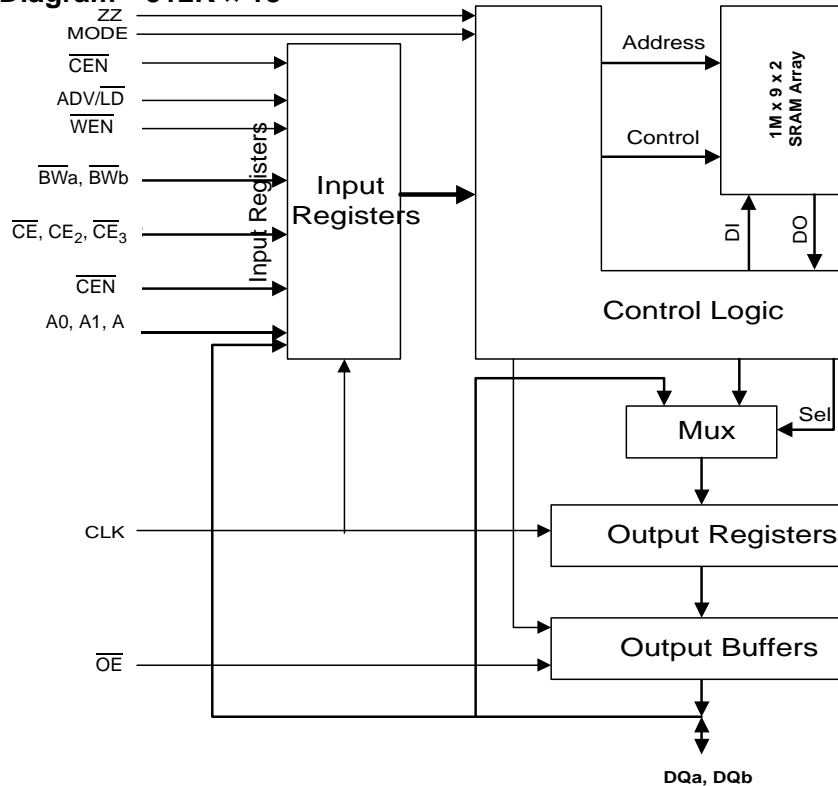 Diagram
ZZ
MODE
CEN
ADV/LD
WEN
BWa, BWb
CE, CE2, CE3
CEN
A0, A1, A
CLK
OE
Input Registers
Input
Registers
Address
Control
1M x 9 x 2
SRAM Array
DI
DO
Control Logic
Mux
Sel
Output Registers
Output Buffers
DQa, DQb